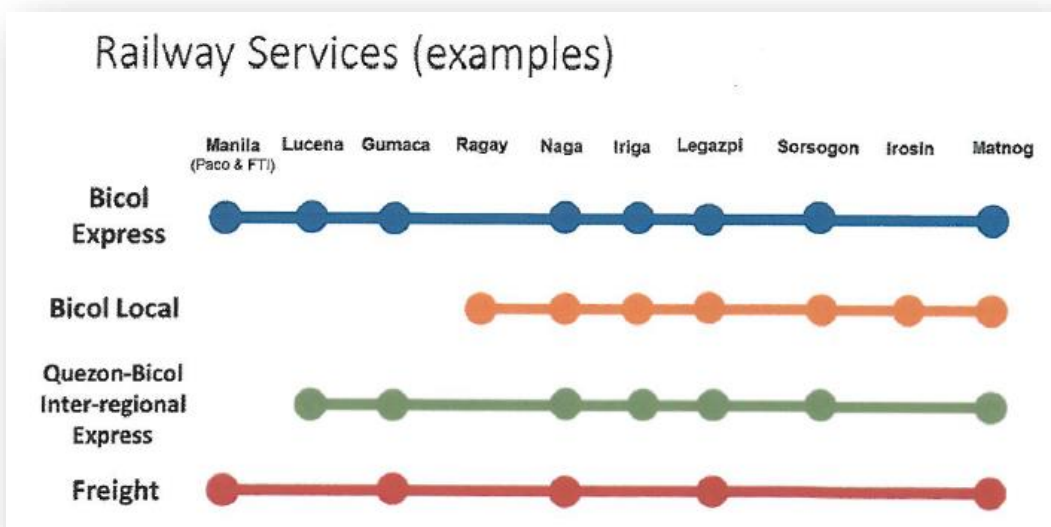 Railway Services (examples)
Manila Lucena Gumaca Ragay Naga Iriga Legazpi Sorsogon Irosin Matnog
(Paco & FTI)
Bicol
Express
Bicol Local
Quezon-Bicol
Inter-regional
Express
Freight